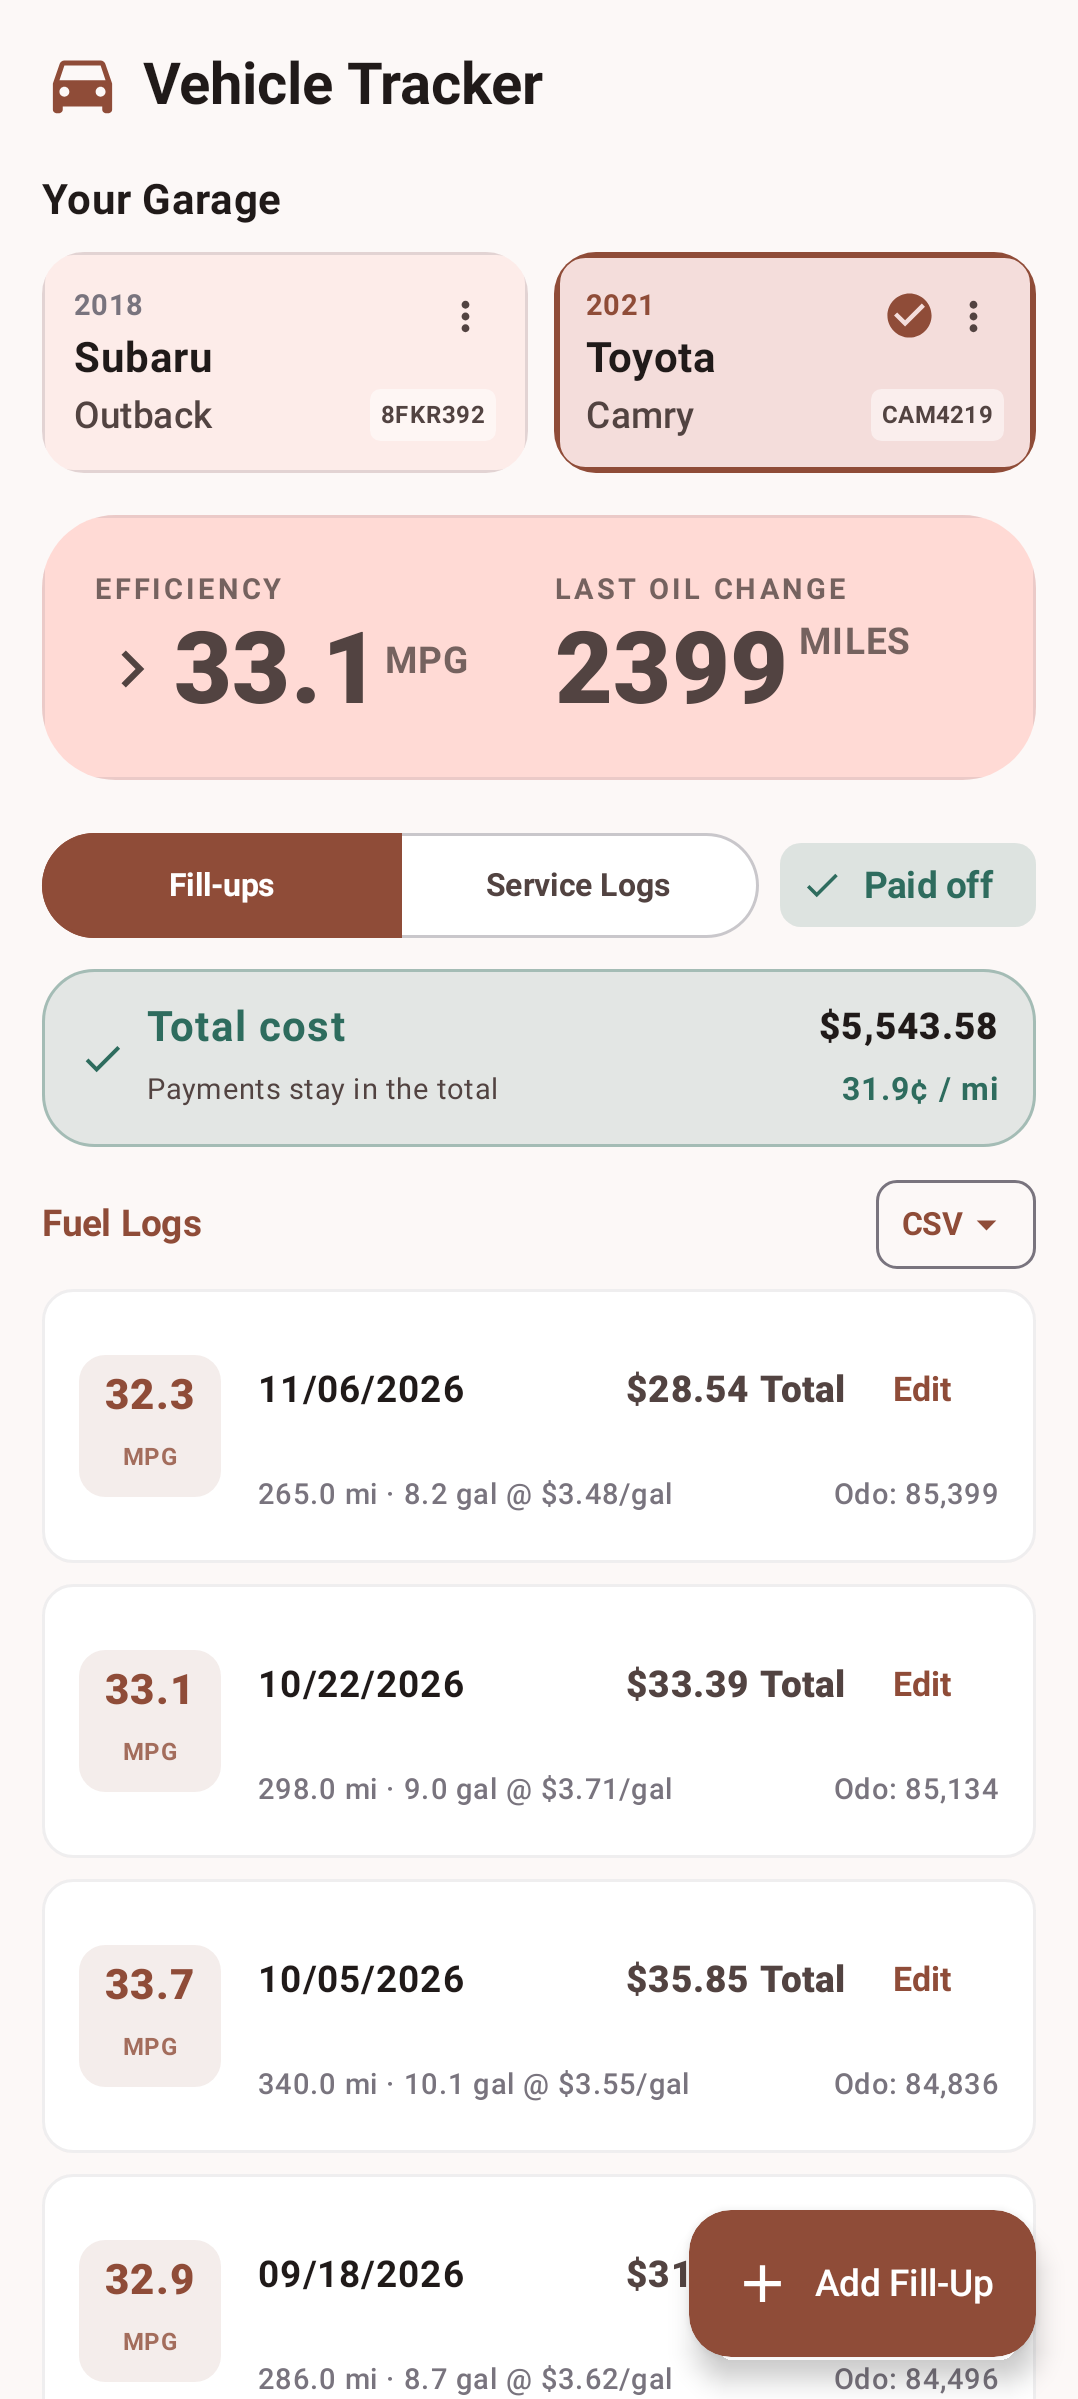 Vehicle Tracker
Your Garage
2018
Subaru
Outback
8FKR392
2021
Toyota
Camry
CAM4219
EFFICIENCY
33.1 MPG
LAST OIL CHANGE
2399 MILES
Fill-ups
Service Logs
Paid off
Total cost
$5,543.58
Payments stay in the total
31.9¢ / mi
Fuel Logs
CSV
32.3
MPG
11/06/2026
$28.54 Total
Edit
265.0 mi · 8.2 gal @ $3.48/gal
Odo: 85,399
33.1
MPG
10/22/2026
$33.39 Total
Edit
298.0 mi · 9.0 gal @ $3.71/gal
Odo: 85,134
33.7
MPG
10/05/2026
$35.85 Total
Edit
340.0 mi · 10.1 gal @ $3.55/gal
Odo: 84,836
32.9
MPG
09/18/2026
$31
Add Fill-Up
286.0 mi · 8.7 gal @ $3.62/gal
Odo: 84,496